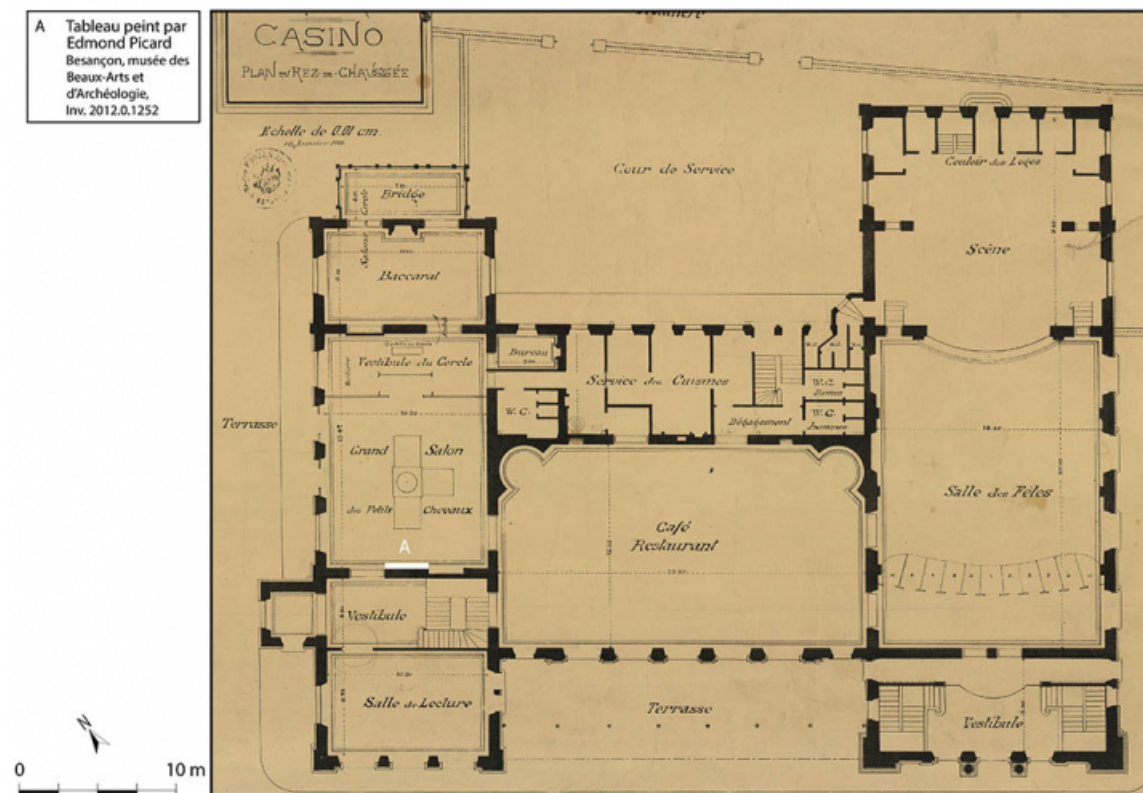 A Tableau peint par
Edmond Picard
Besançon, musée des
Beaux-Arts et
d'Archéologie,
Inv. 2012.0.1252
CASINO
PLAN DU REZ-DE-CHAUSSÉE
Echelle de 0.01 cm.
Cour de Service
Couloir des Loges
Bridge
Salons Cercle
Scène
Baccarat
Bureau
Vestibule du Cercle
Service des Cuisines
W.C.
W.C.
Dames
W.C.
Hommes
Dégagement
Terrasse
Grand Salon
des Petits Chevaux
Salle des Fêtes
Café
Restaurant
A
Vestibule
Salle de Lecture
Terrasse
Vestibule
N
0 10 m